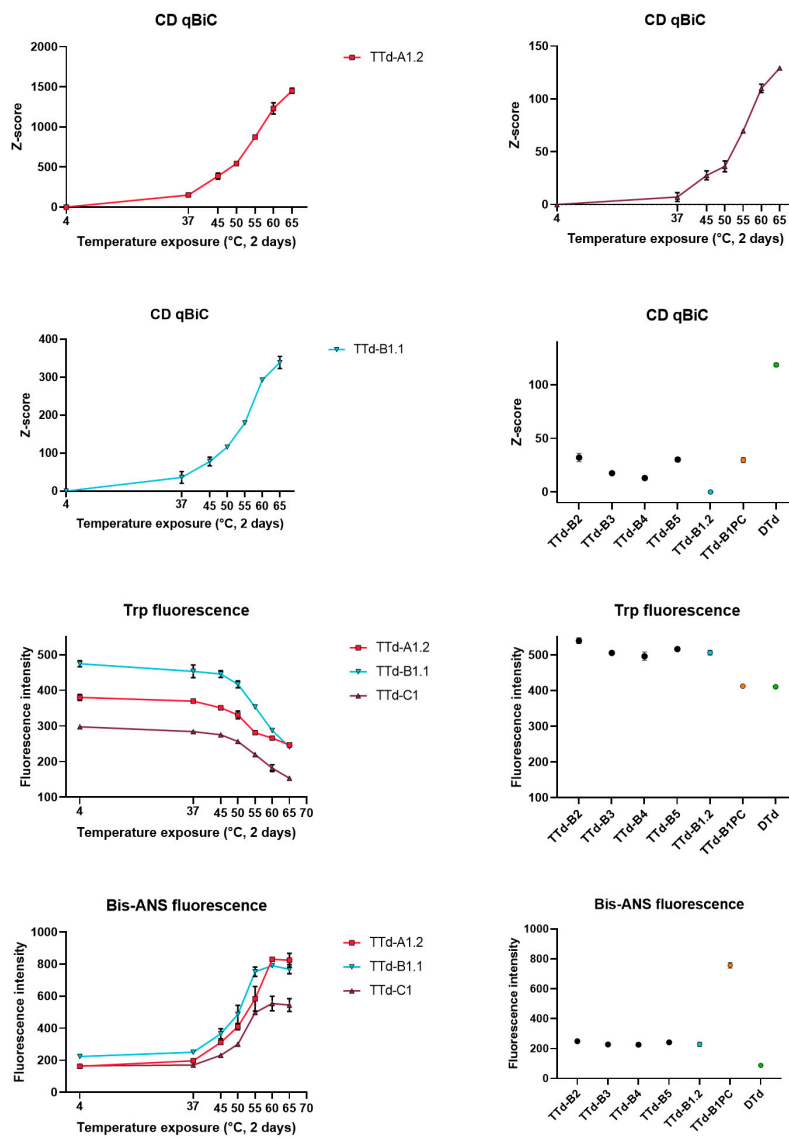 CD qBiC
2000
1500
1000
500
0
Z-score
4 37 45 50 55 60 65
Temperature exposure (°C, 2 days)
TTd-A1.2
150
100
50
0
Z-score
4 37 45 50 55 60 65
Temperature exposure (°C, 2 days)
CD qBiC
400
300
200
100
0
Z-score
4 37 45 50 55 60 65
Temperature exposure (°C, 2 days)
TTd-B1.1
CD qBiC
100
50
0
Z-score
TTd-B2
TTd-B3
TTd-B4
TTd-B5
TTd-B1.2
TTd-B1PC
DTd
Trp fluorescence
500
400
300
200
100
Fluorescence intensity
4 37 45 50 55 60 65 70
Temperature exposure (°C, 2 days)
TTd-A1.2
TTd-B1.1
TTd-C1
Trp fluorescence
500
400
300
200
100
Fluorescence intensity
TTd-B2
TTd-B3
TTd-B4
TTd-B5
TTd-B1.2
TTd-B1PC
DTd
Bis-ANS fluorescence
1000
800
600
400
200
0
Fluorescence intensity
4 37 45 50 55 60 65 70
Temperature exposure (°C, 2 days)
TTd-A1.2
TTd-B1.1
TTd-C1
Bis-ANS fluorescence
1000
800
600
400
200
0
Fluorescence intensity
TTd-B2
TTd-B3
TTd-B4
TTd-B5
TTd-B1.2
TTd-B1PC
DTd